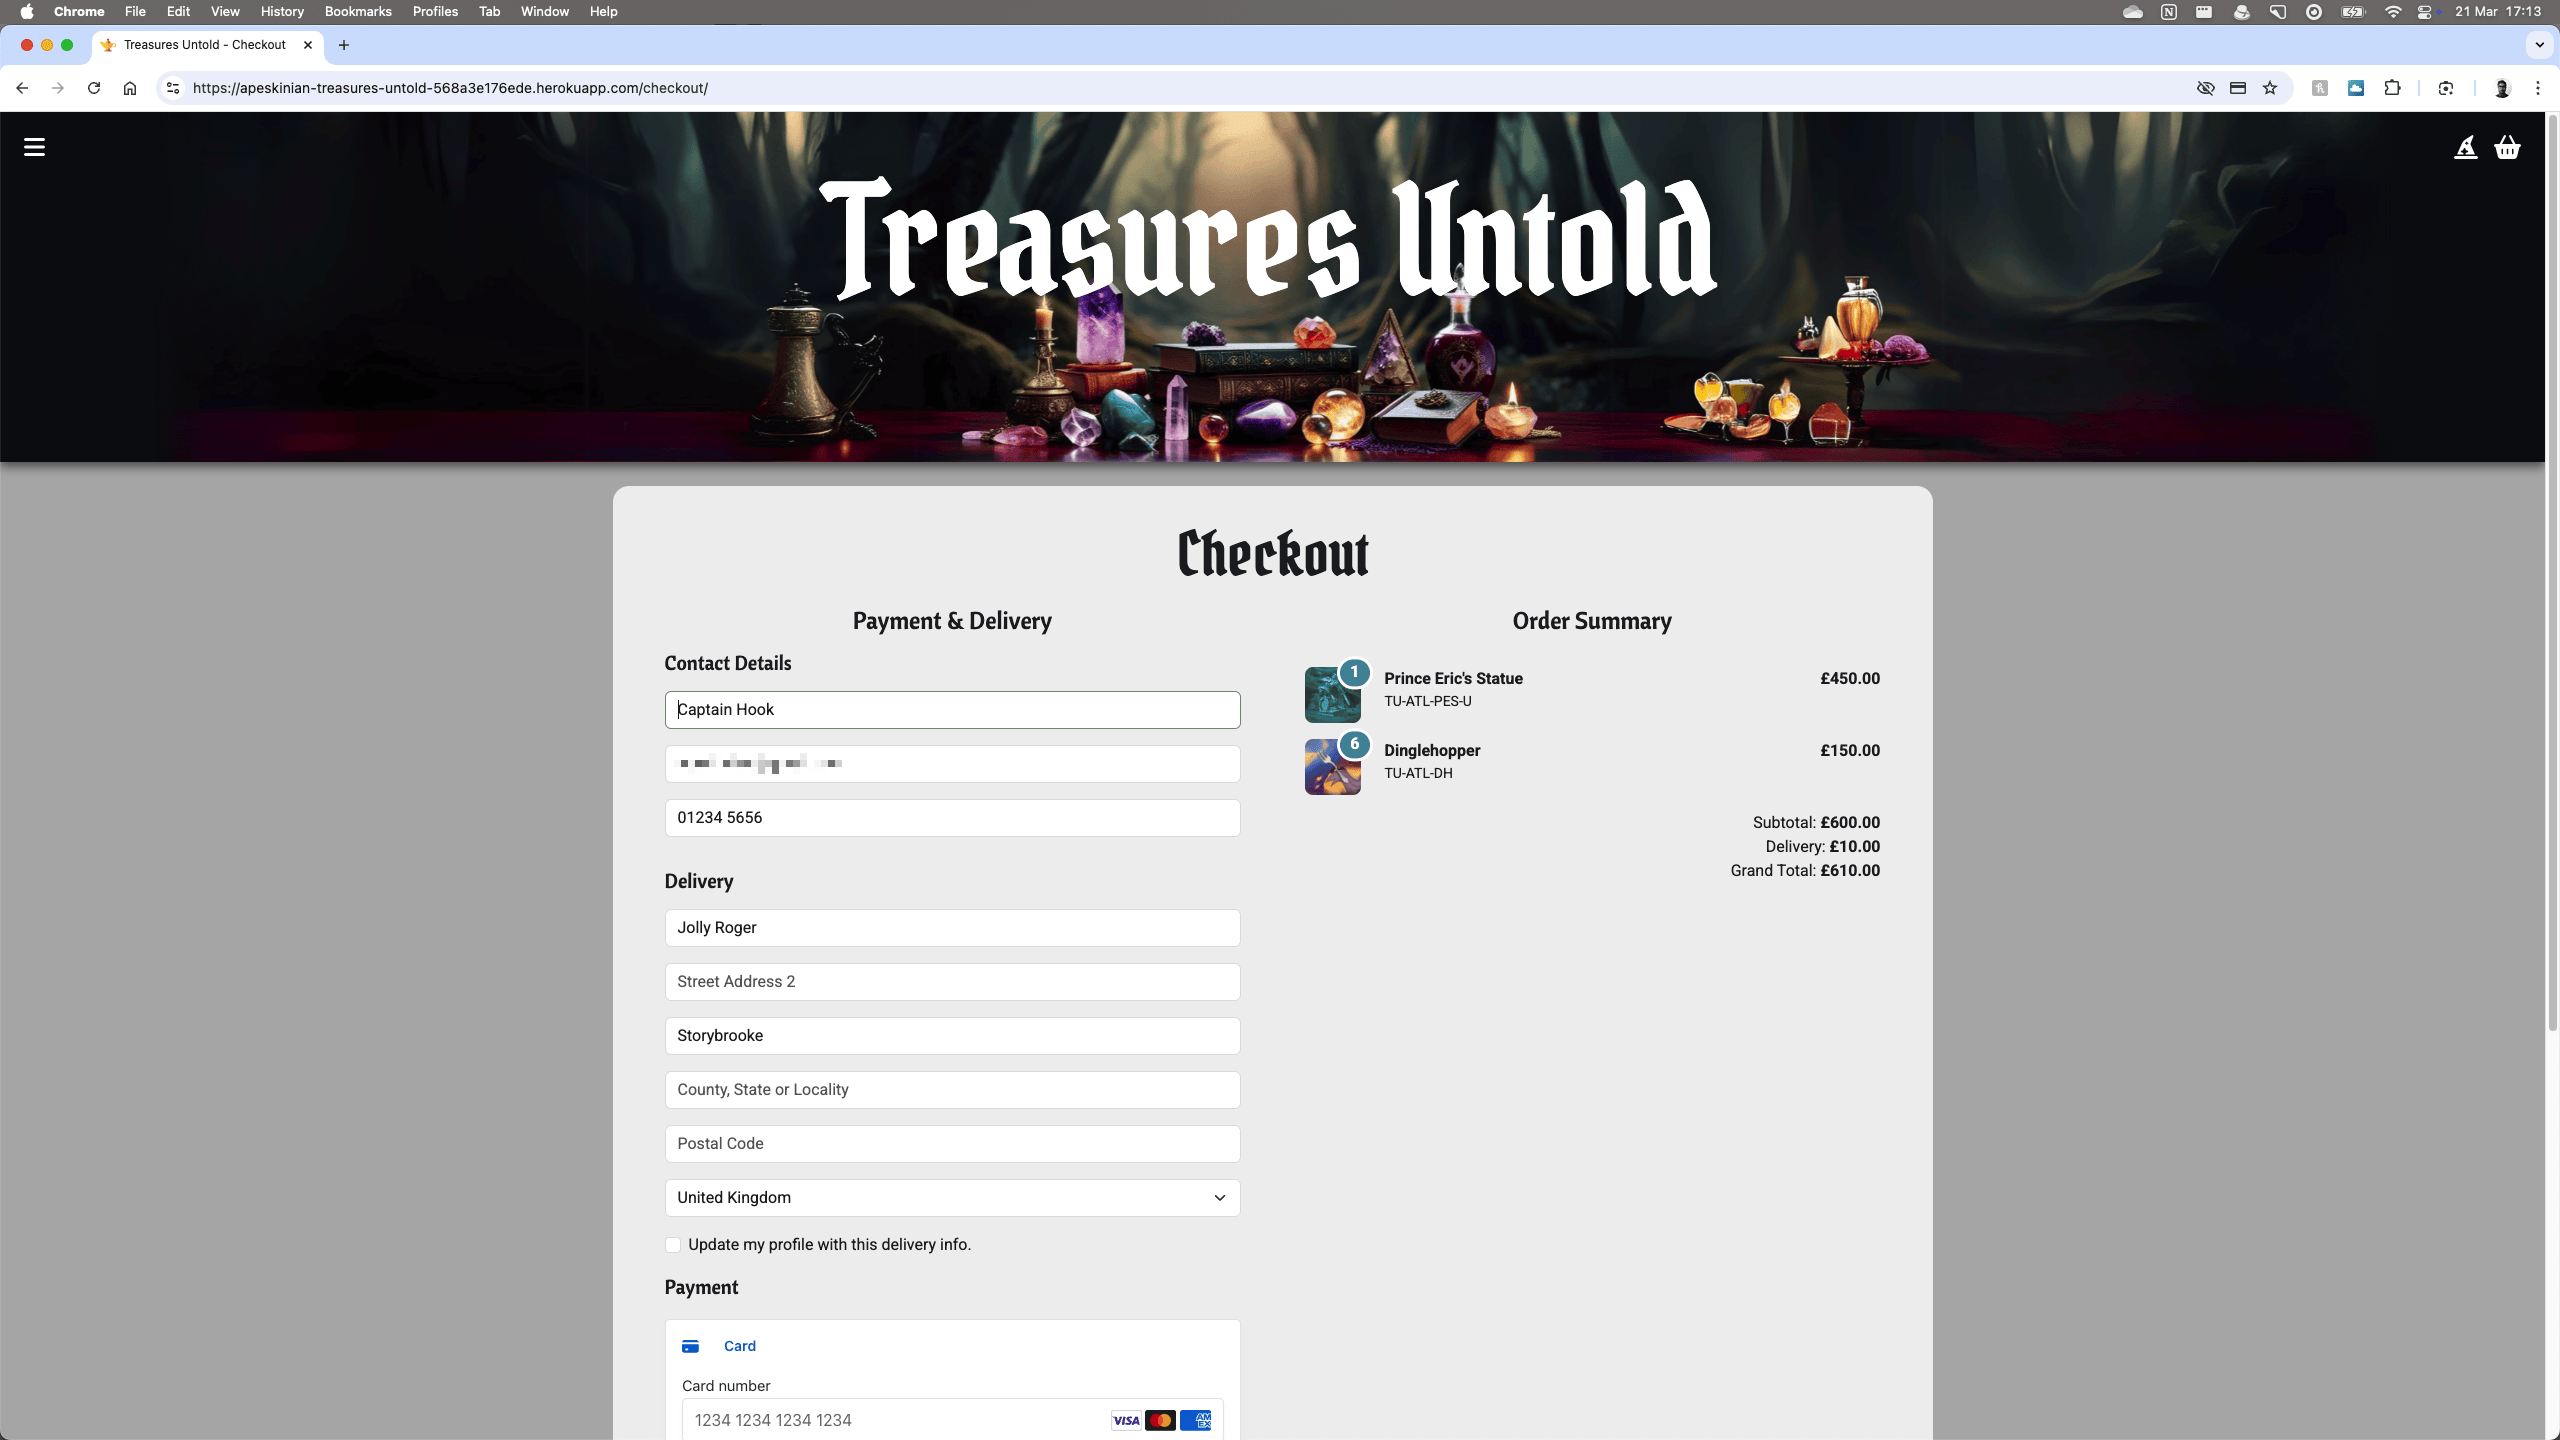 Chrome File Edit View History Bookmarks Profiles Tab Window Help 21 Mar 17:13
Treasures Untold - Checkout
https://apeskinian-treasures-untold-568a3e176ede.herokuapp.com/checkout/
Treasures Untold
Checkout
Payment & Delivery
Contact Details
Captain Hook
01234 5656
Delivery
Jolly Roger
Street Address 2
Storybrooke
County, State or Locality
Postal Code
United Kingdom
Update my profile with this delivery info.
Payment
Card
Card number
1234 1234 1234 1234 VISA AM EX
Order Summary
1 Prince Eric's Statue £450.00
TU-ATL-PES-U
6 Dinglehopper £150.00
TU-ATL-DH
Subtotal: £600.00
Delivery: £10.00
Grand Total: £610.00